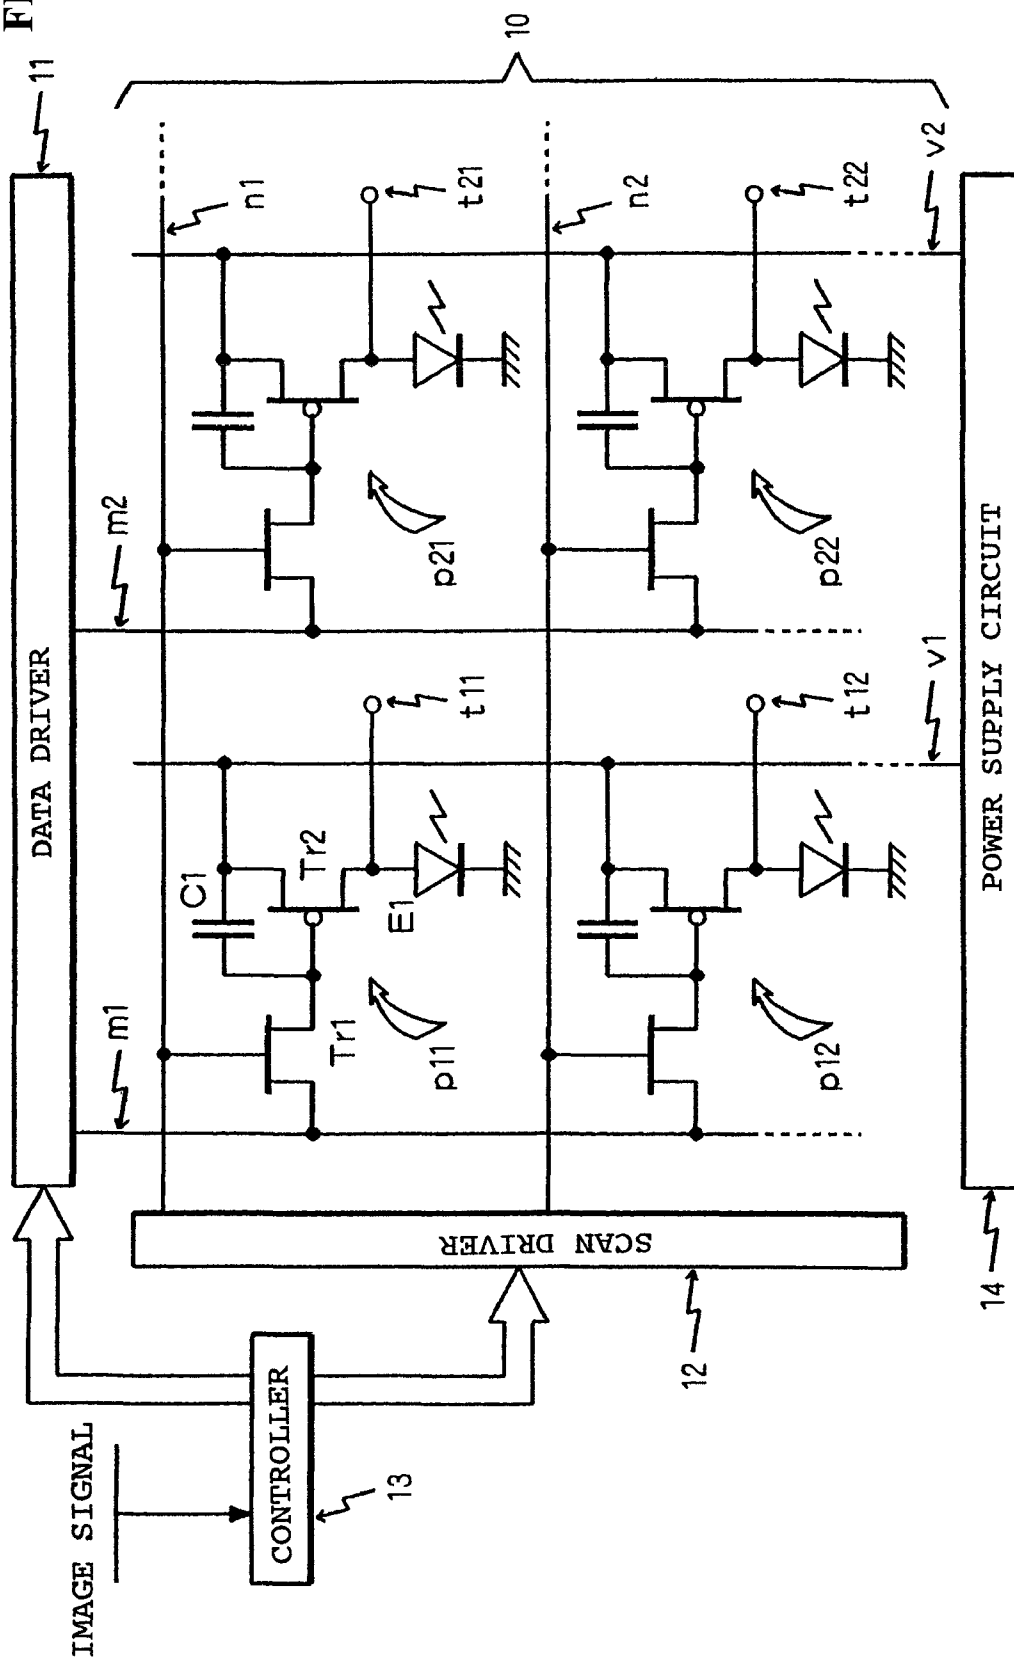 F
IMAGE SIGNAL
CONTROLLER
13
DATA DRIVER
11
SCAN DRIVER
12
m1
m2
n1
n2
10
C1
Tr1
Tr2
E1
p11
t11
p21
t21
p12
t12
p22
t22
v1
v2
POWER SUPPLY CIRCUIT
14